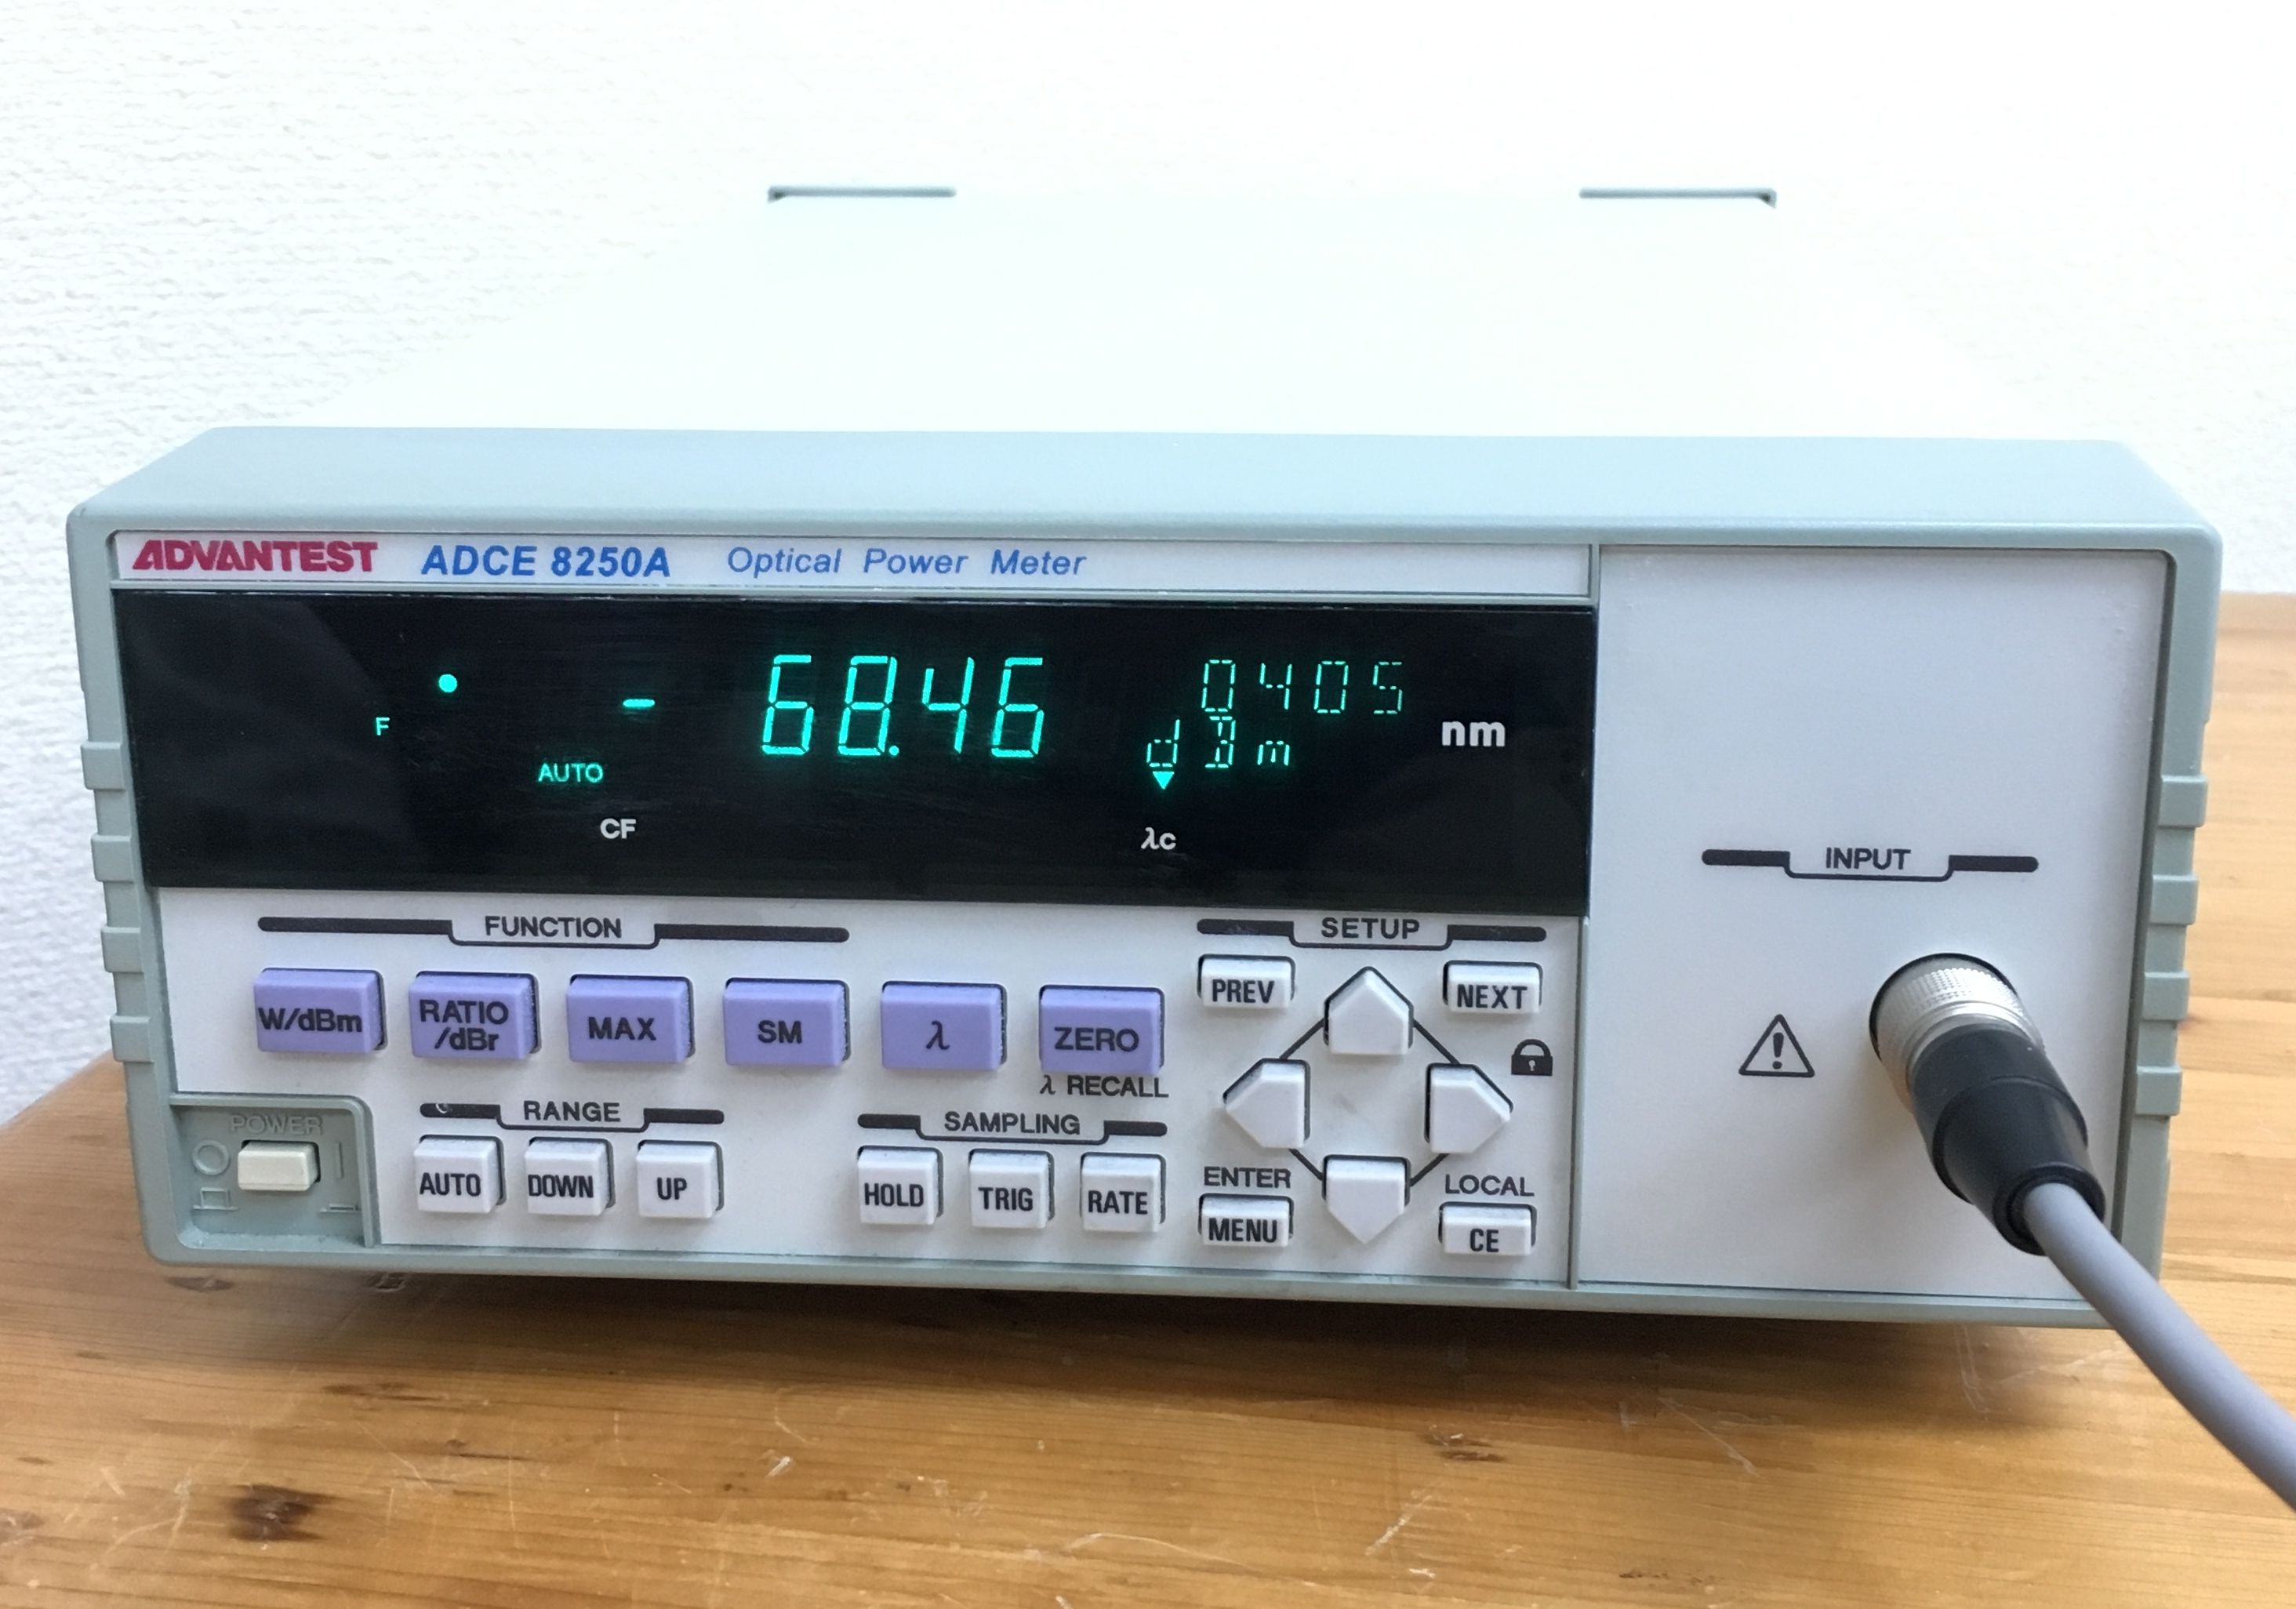 ADVANTEST ADCE 8250A Optical Power Meter
F - 68.46 0405
dBm nm
AUTO
CF λc
FUNCTION SETUP INPUT
W/dBm RATIO /dBr MAX SM λ ZERO PREV NEXT
λ RECALL
POWER RANGE SAMPLING
AUTO DOWN UP HOLD TRIG RATE
ENTER LOCAL
MENU CE